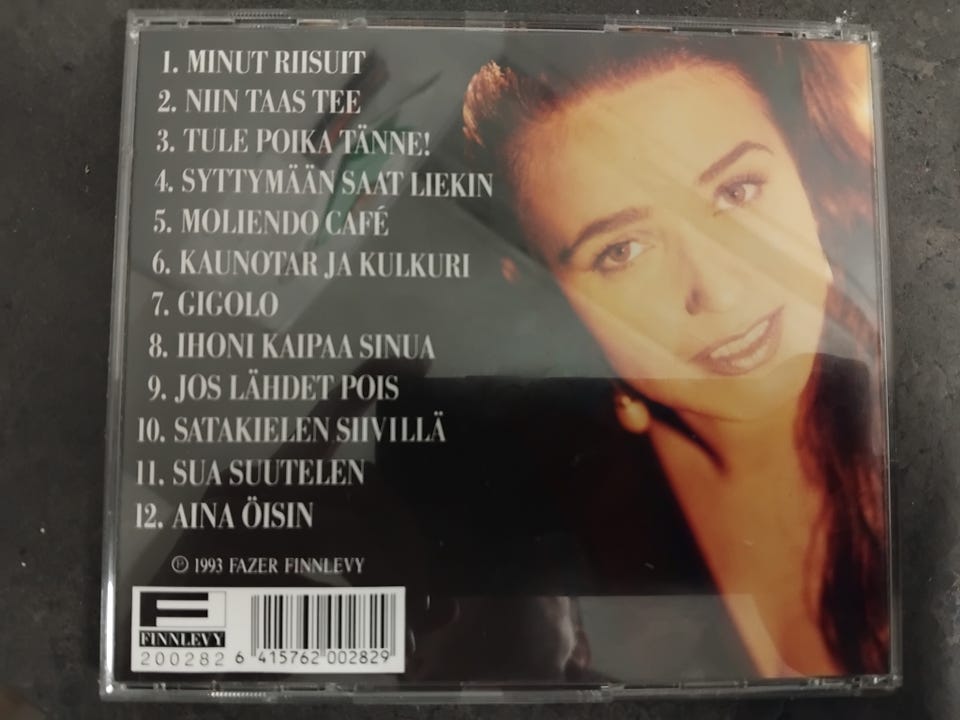 1. MINUT RIISUIT
2. NIIN TAAS TEE
3. TULE POIKA TÄNNE!
4. SYTTYMÄÄN SAAT LIEKIN
5. MOLIENDO CAFÉ
6. KAUNOTAR JA KULKURI
7. GIGOLO
8. IHONI KAIPAA SINUA
9. JOS LÄHDET POIS
10. SATAKIELEN SIIVILLÄ
11. SUA SUUTELEN
12. AINA ÖISIN
℗ 1993 FAZER FINNLEVY
F
FINNLEVY
200282
6 415762 002829